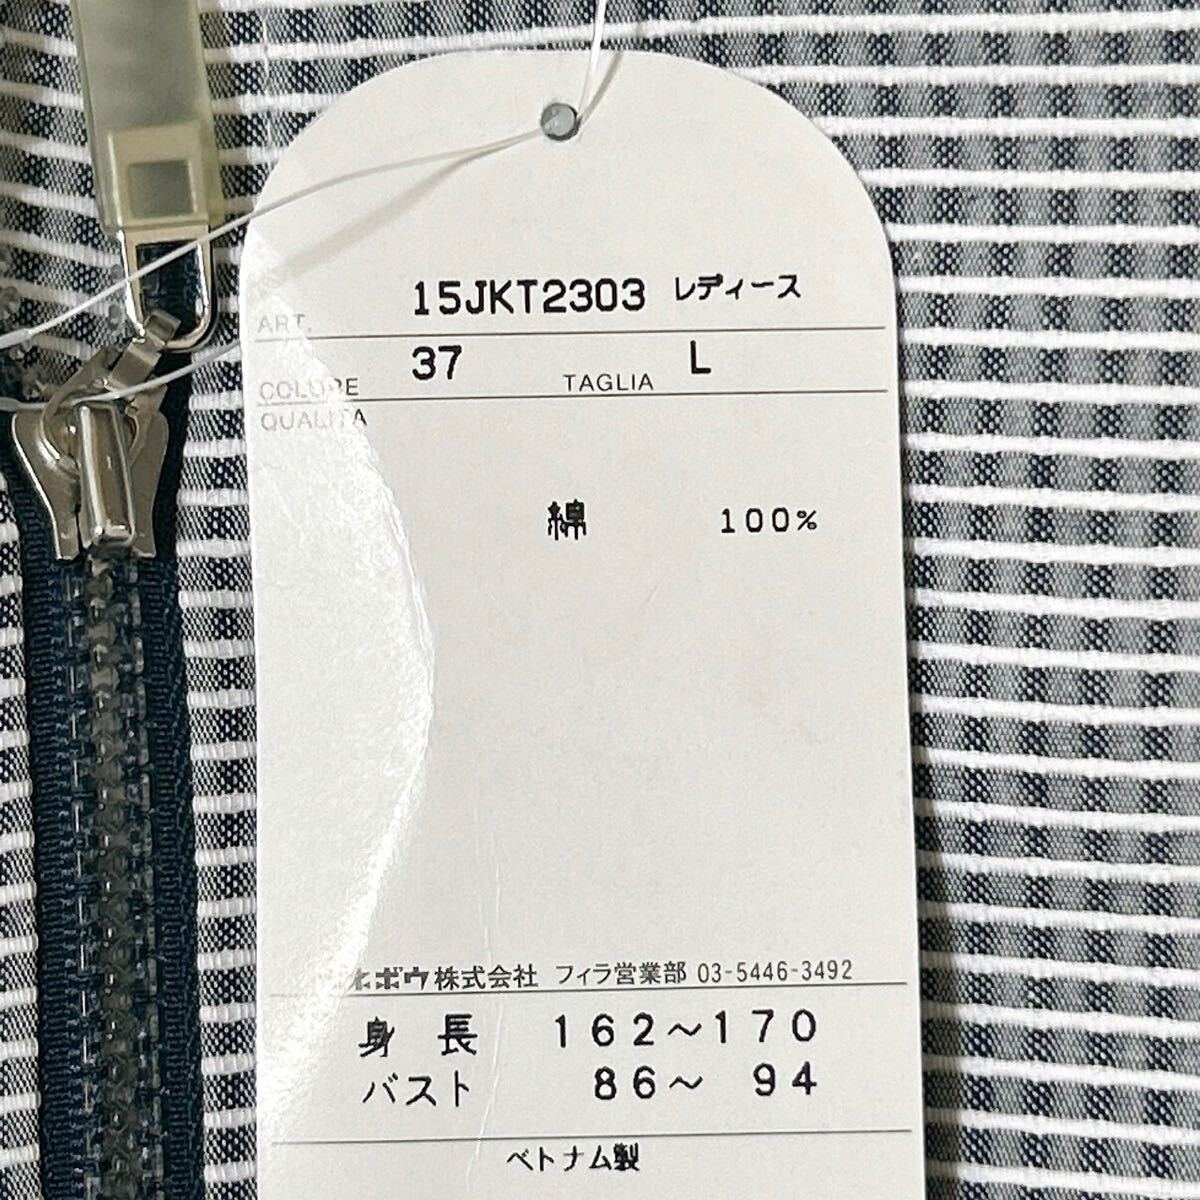 ART. 15JKT2303 レディース
COLORE 37 TAGLIA L
QUALITA
綿 100%
カネボウ株式会社 フィラ営業部 03-5446-3492
身長 162～170
バスト 86～ 94
ベトナム製